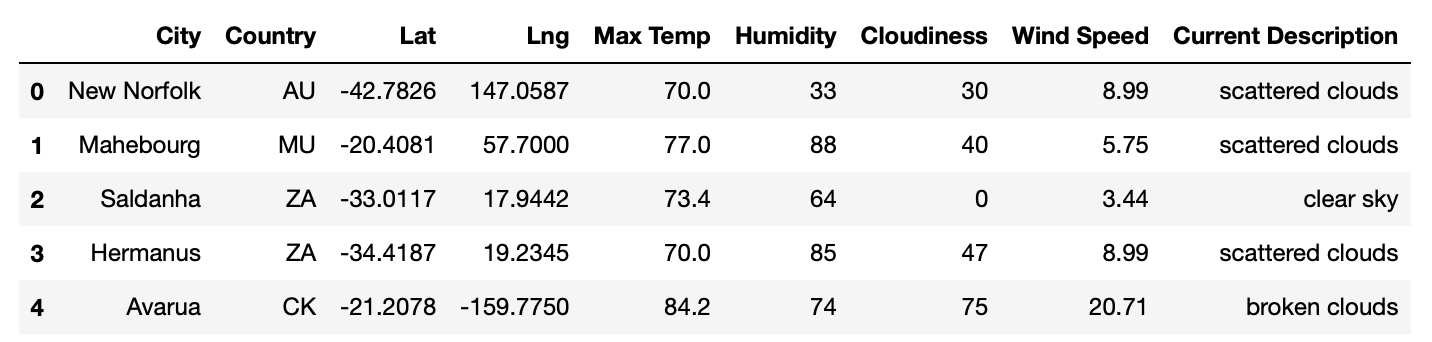 City Country Lat Lng Max Temp Humidity Cloudiness Wind Speed Current Description
0 New Norfolk AU -42.7826 147.0587 70.0 33 30 8.99 scattered clouds
1 Mahebourg MU -20.4081 57.7000 77.0 88 40 5.75 scattered clouds
2 Saldanha ZA -33.0117 17.9442 73.4 64 0 3.44 clear sky
3 Hermanus ZA -34.4187 19.2345 70.0 85 47 8.99 scattered clouds
4 Avarua CK -21.2078 -159.7750 84.2 74 75 20.71 broken clouds